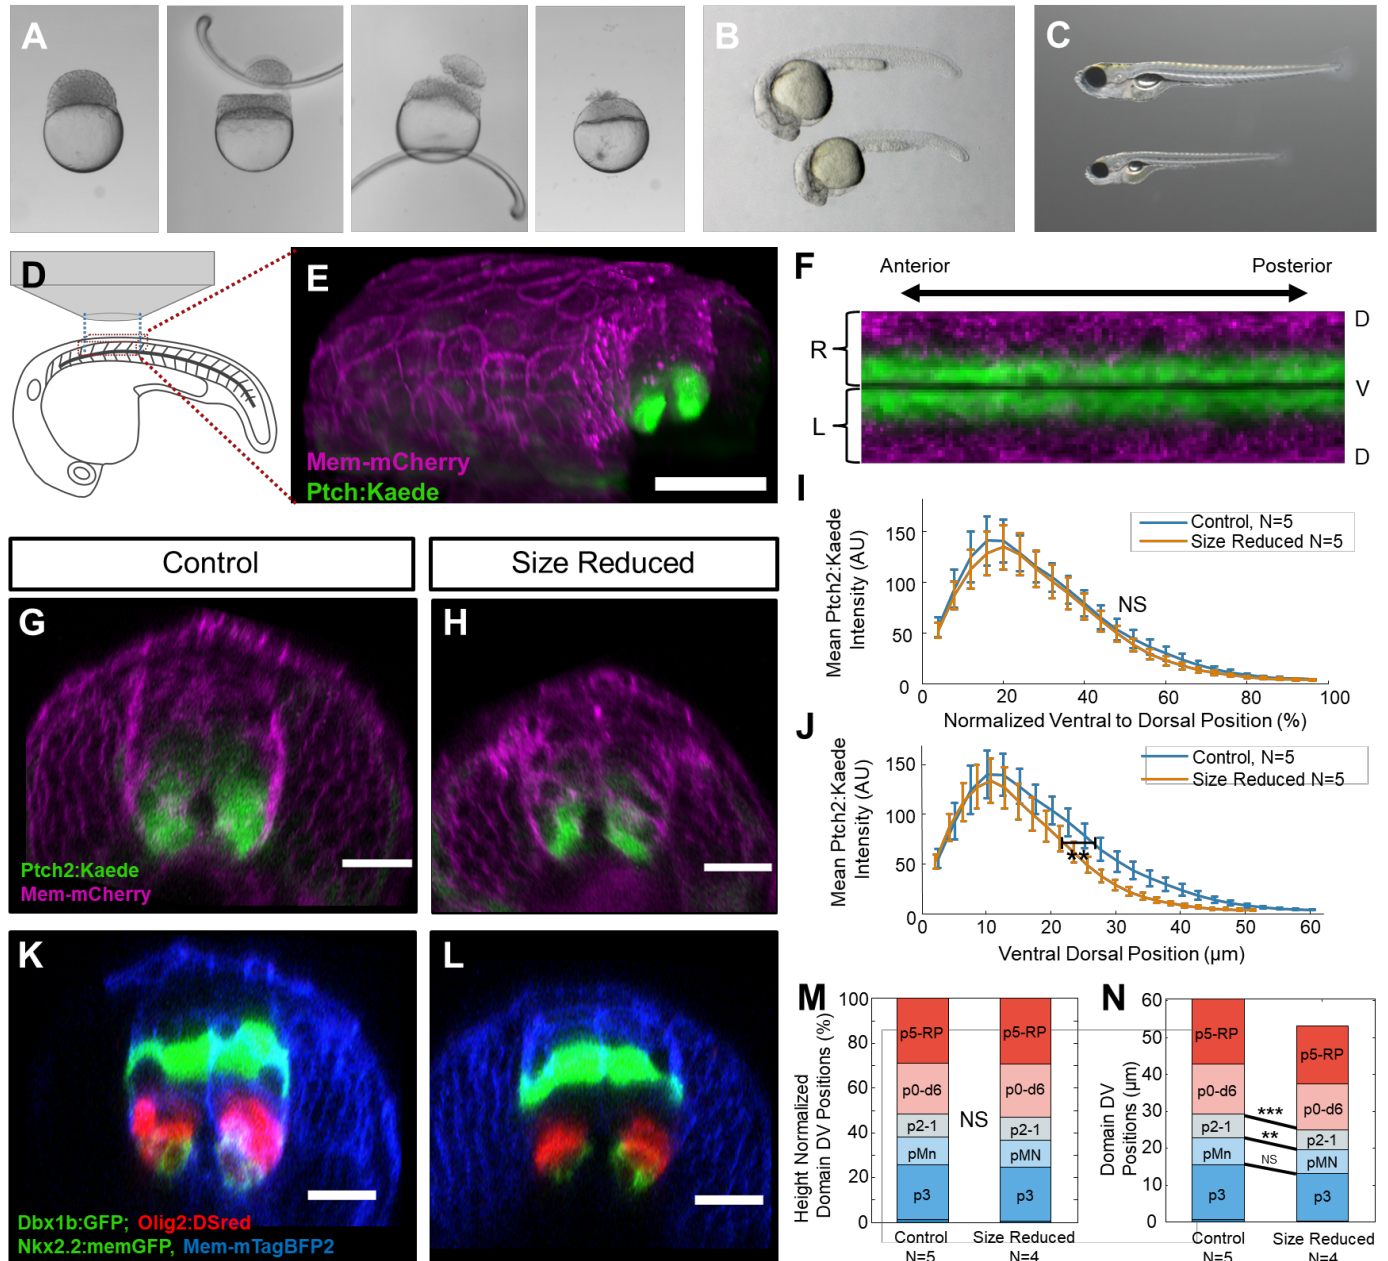 A
B
C
D
E
Mem-mCherry
Ptch:Kaede
F
Anterior
Posterior
R
L
D
V
D
Control
Size Reduced
G
Ptch2:Kaede
Mem-mCherry
H
I
Mean Ptch2:Kaede
Intensity (AU)
150
100
50
0
Control, N=5
Size Reduced N=5
NS
0
20
40
60
80
100
Normalized Ventral to Dorsal Position (%)
J
Mean Ptch2:Kaede
Intensity (AU)
150
100
50
0
Control, N=5
Size Reduced N=5
**
0
10
20
30
40
50
60
Ventral Dorsal Position (µm)
K
Dbx1b:GFP; Olig2:DSred
Nkx2.2:memGFP, Mem-mTagBFP2
L
M
Height Normalized
Domain DV Positions (%)
100
80
60
40
20
0
p5-RP
p0-d6
p2-1
pMn
p3
NS
p5-RP
p0-d6
p2-1
pMN
p3
Control
N=5
Size Reduced
N=4
N
Domain DV
Positions (µm)
60
50
40
30
20
10
0
p5-RP
p0-d6
p2-1
pMn
p3
***
**
NS
p5-RP
p0-d6
p2-1
pMN
p3
Control
N=5
Size Reduced
N=4